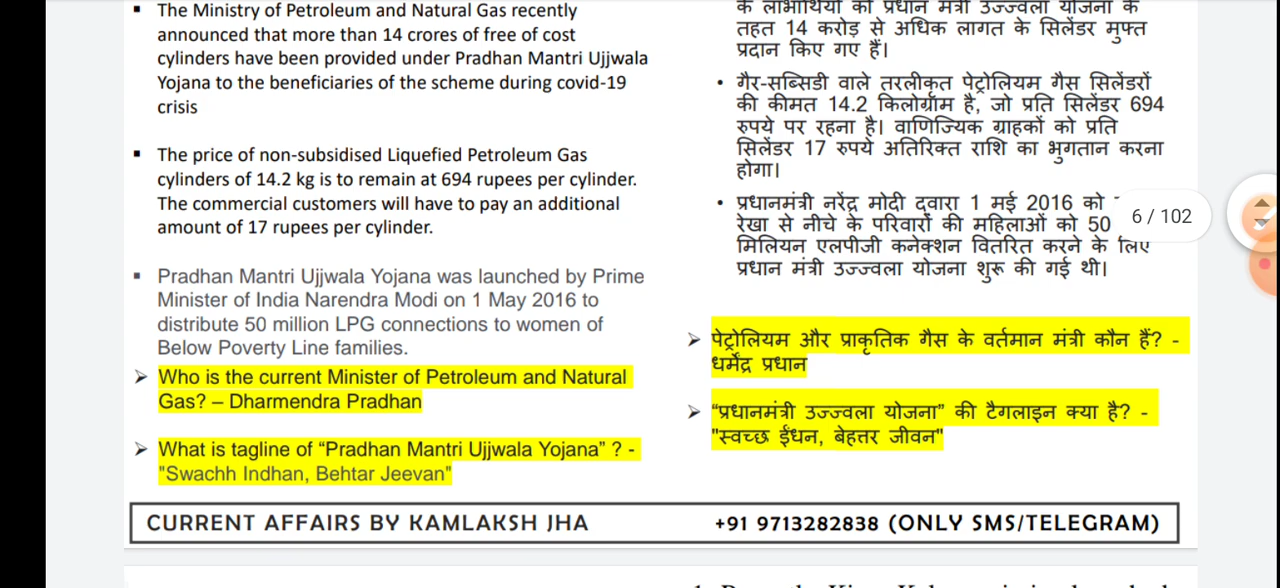 ▪ The Ministry of Petroleum and Natural Gas recently
announced that more than 14 crores of free of cost
cylinders have been provided under Pradhan Mantri Ujjwala
Yojana to the beneficiaries of the scheme during covid-19
crisis
▪ The price of non-subsidised Liquefied Petroleum Gas
cylinders of 14.2 kg is to remain at 694 rupees per cylinder.
The commercial customers will have to pay an additional
amount of 17 rupees per cylinder.
▪ Pradhan Mantri Ujjwala Yojana was launched by Prime
Minister of India Narendra Modi on 1 May 2016 to
distribute 50 million LPG connections to women of
Below Poverty Line families.
➢ Who is the current Minister of Petroleum and Natural
Gas? – Dharmendra Pradhan
➢ What is tagline of “Pradhan Mantri Ujjwala Yojana” ? -
"Swachh Indhan, Behtar Jeevan”
के लाभार्थियों को प्रधान मंत्री उज्ज्वला योजना के
तहत 14 करोड़ से अधिक लागत के सिलेंडर मुफ्त
प्रदान किए गए हैं।
• गैर-सब्सिडी वाले तरलीकृत पेट्रोलियम गैस सिलेंडरों
की कीमत 14.2 किलोग्राम है, जो प्रति सिलेंडर 694
रुपये पर रहना है। वाणिज्यिक ग्राहकों को प्रति
सिलेंडर 17 रुपये अतिरिक्त राशि का भुगतान करना
होगा।
• प्रधानमंत्री नरेंद्र मोदी द्वारा 1 मई 2016 को
रेखा से नीचे के परिवारों की महिलाओं को 50
मिलियन एलपीजी कनेक्शन वितरित करने के लिए
प्रधान मंत्री उज्ज्वला योजना शुरू की गई थी।
6 / 102
➢ पेट्रोलियम और प्राकृतिक गैस के वर्तमान मंत्री कौन हैं? -
धर्मेंद्र प्रधान
➢ “प्रधानमंत्री उज्ज्वला योजना” की टैगलाइन क्या है? -
"स्वच्छ ईंधन, बेहतर जीवन"
CURRENT AFFAIRS BY KAMLAKSH JHA +91 9713282838 (ONLY SMS/TELEGRAM)